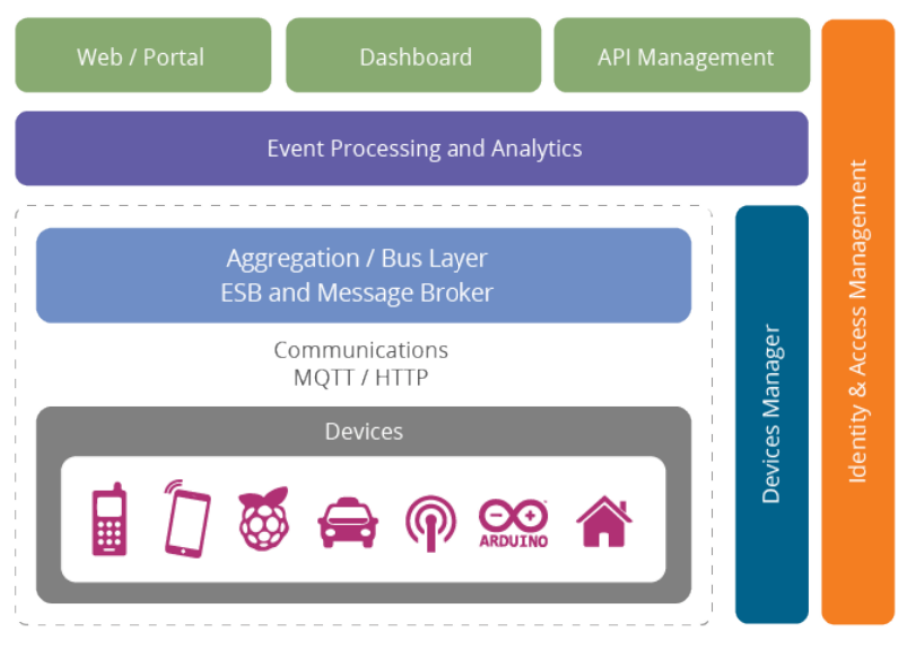 Web / Portal
Dashboard
API Management
Event Processing and Analytics
Aggregation / Bus Layer
ESB and Message Broker
Communications
MQTT / HTTP
Devices
ARDUINO
Devices Manager
Identity & Access Management